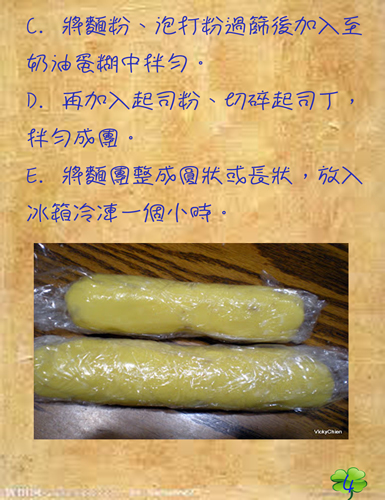 C. 將麵粉、泡打粉過篩後加入至
奶油蛋糊中拌勻。
D. 再加入起司粉、切碎起司丁，
拌勻成團。
E. 將麵團整成圓狀或長狀，放入
冰箱冷凍一個小時。
VickyChien
4